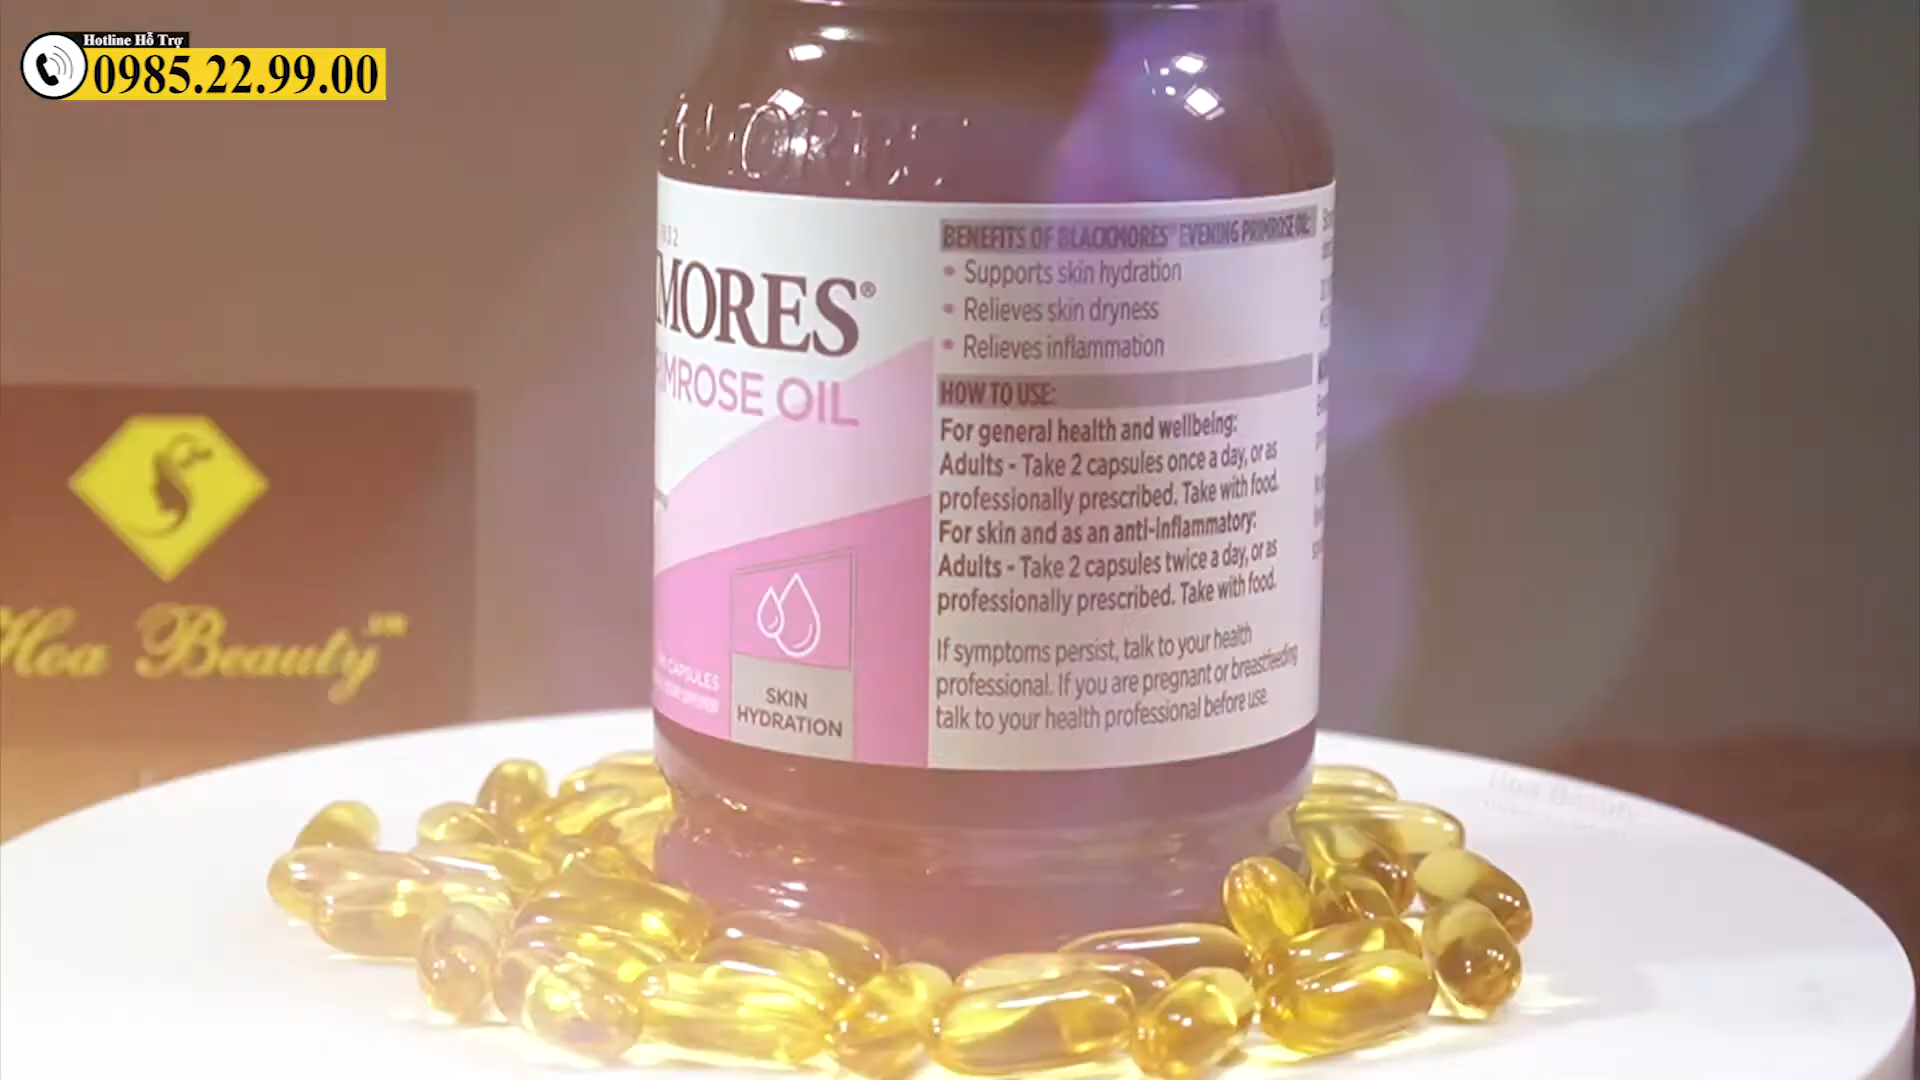 Hotline Hỗ Trợ
0985.22.99.00
MORES®
PRIMROSE OIL
CAPSULES
SKIN
HYDRATION
BENEFITS OF BLACKMORES® EVENING PRIMROSE OIL:
• Supports skin hydration
• Relieves skin dryness
• Relieves inflammation
HOW TO USE:
For general health and wellbeing:
Adults - Take 2 capsules once a day, or as
professionally prescribed. Take with food.
For skin and as an anti-inflammatory:
Adults - Take 2 capsules twice a day, or as
professionally prescribed. Take with food.
If symptoms persist, talk to your health
professional. If you are pregnant or breastfeeding
talk to your health professional before use.
Hoa Beauty
Hoa Beauty